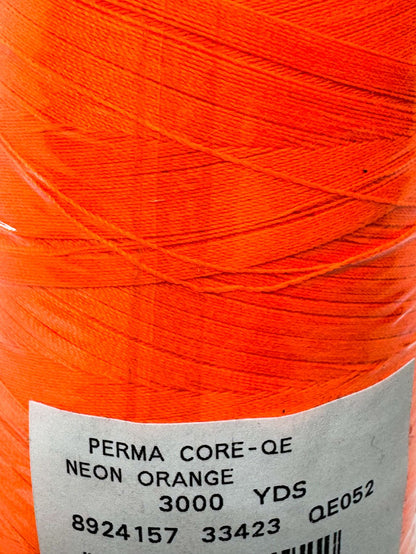 PERMA CORE-QE
NEON ORANGE
3000 YDS
8924157 33423 QE052